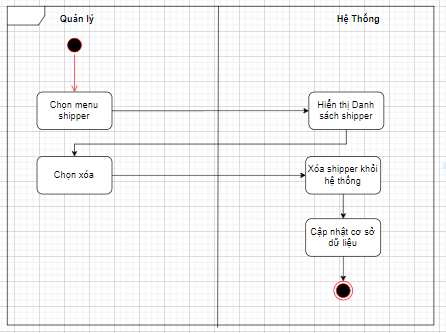 Quản lý
Hệ Thống
Chọn menu
shipper
Hiển thị Danh
sách shipper
Chọn xóa
Xóa shipper khỏi
hệ thống
Cập nhật cơ sở
dữ liệu